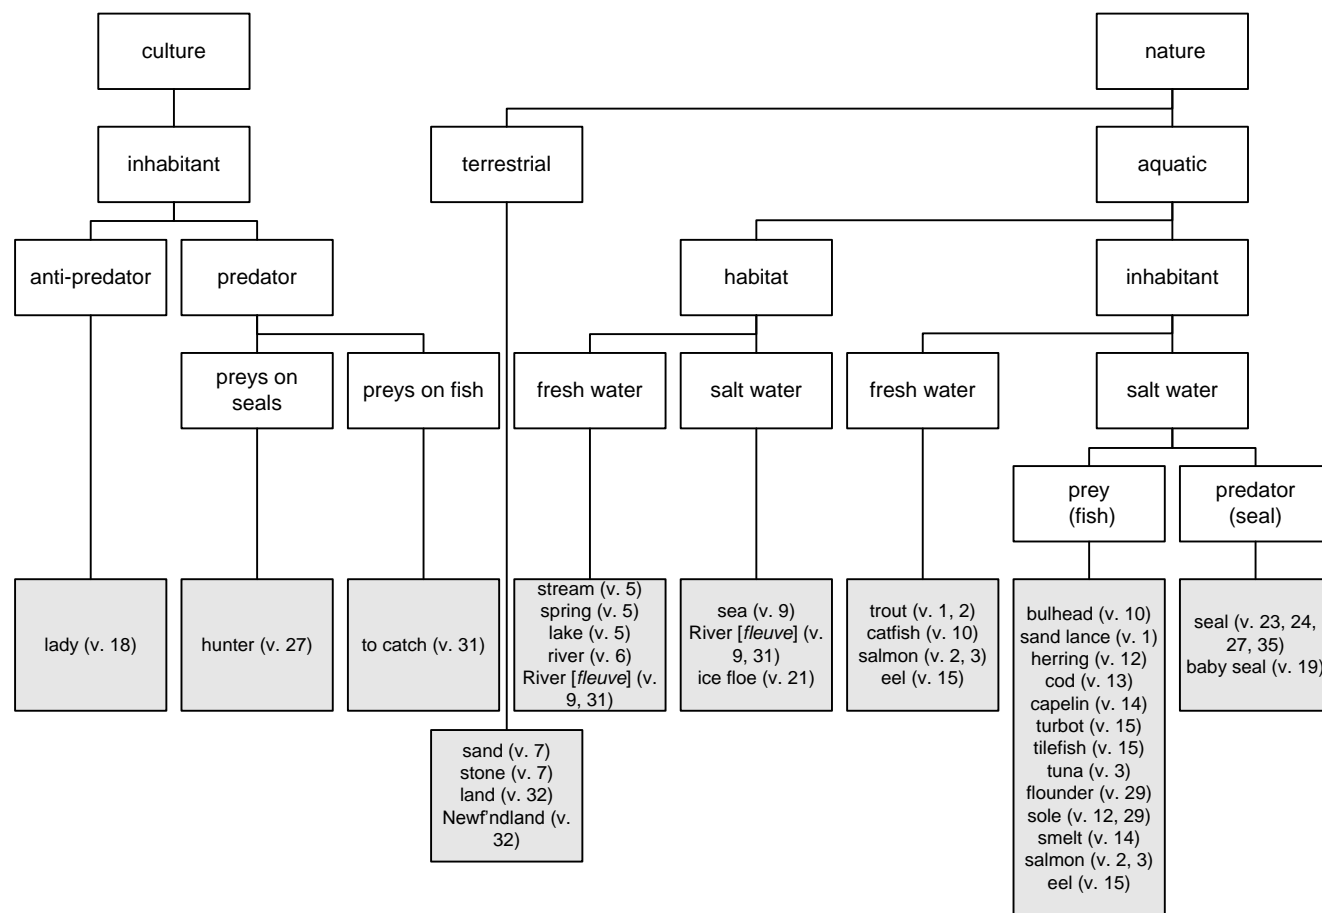 culture
nature
inhabitant
terrestrial
aquatic
anti-predator
predator
habitat
inhabitant
preys on
seals
preys on fish
fresh water
salt water
fresh water
salt water
prey
(fish)
predator
(seal)
lady (v. 18)
hunter (v. 27)
to catch (v. 31)
stream (v. 5)
spring (v. 5)
lake (v. 5)
river (v. 6)
River [fleuve] (v.
9, 31)
sea (v. 9)
River [fleuve] (v.
9, 31)
ice floe (v. 21)
trout (v. 1, 2)
catfish (v. 10)
salmon (v. 2, 3)
eel (v. 15)
bulhead (v. 10)
sand lance (v. 1)
herring (v. 12)
cod (v. 13)
capelin (v. 14)
turbot (v. 15)
tilefish (v. 15)
tuna (v. 3)
flounder (v. 29)
sole (v. 12, 29)
smelt (v. 14)
salmon (v. 2, 3)
eel (v. 15)
seal (v. 23, 24,
27, 35)
baby seal (v. 19)
sand (v. 7)
stone (v. 7)
land (v. 32)
Newf'ndland (v.
32)